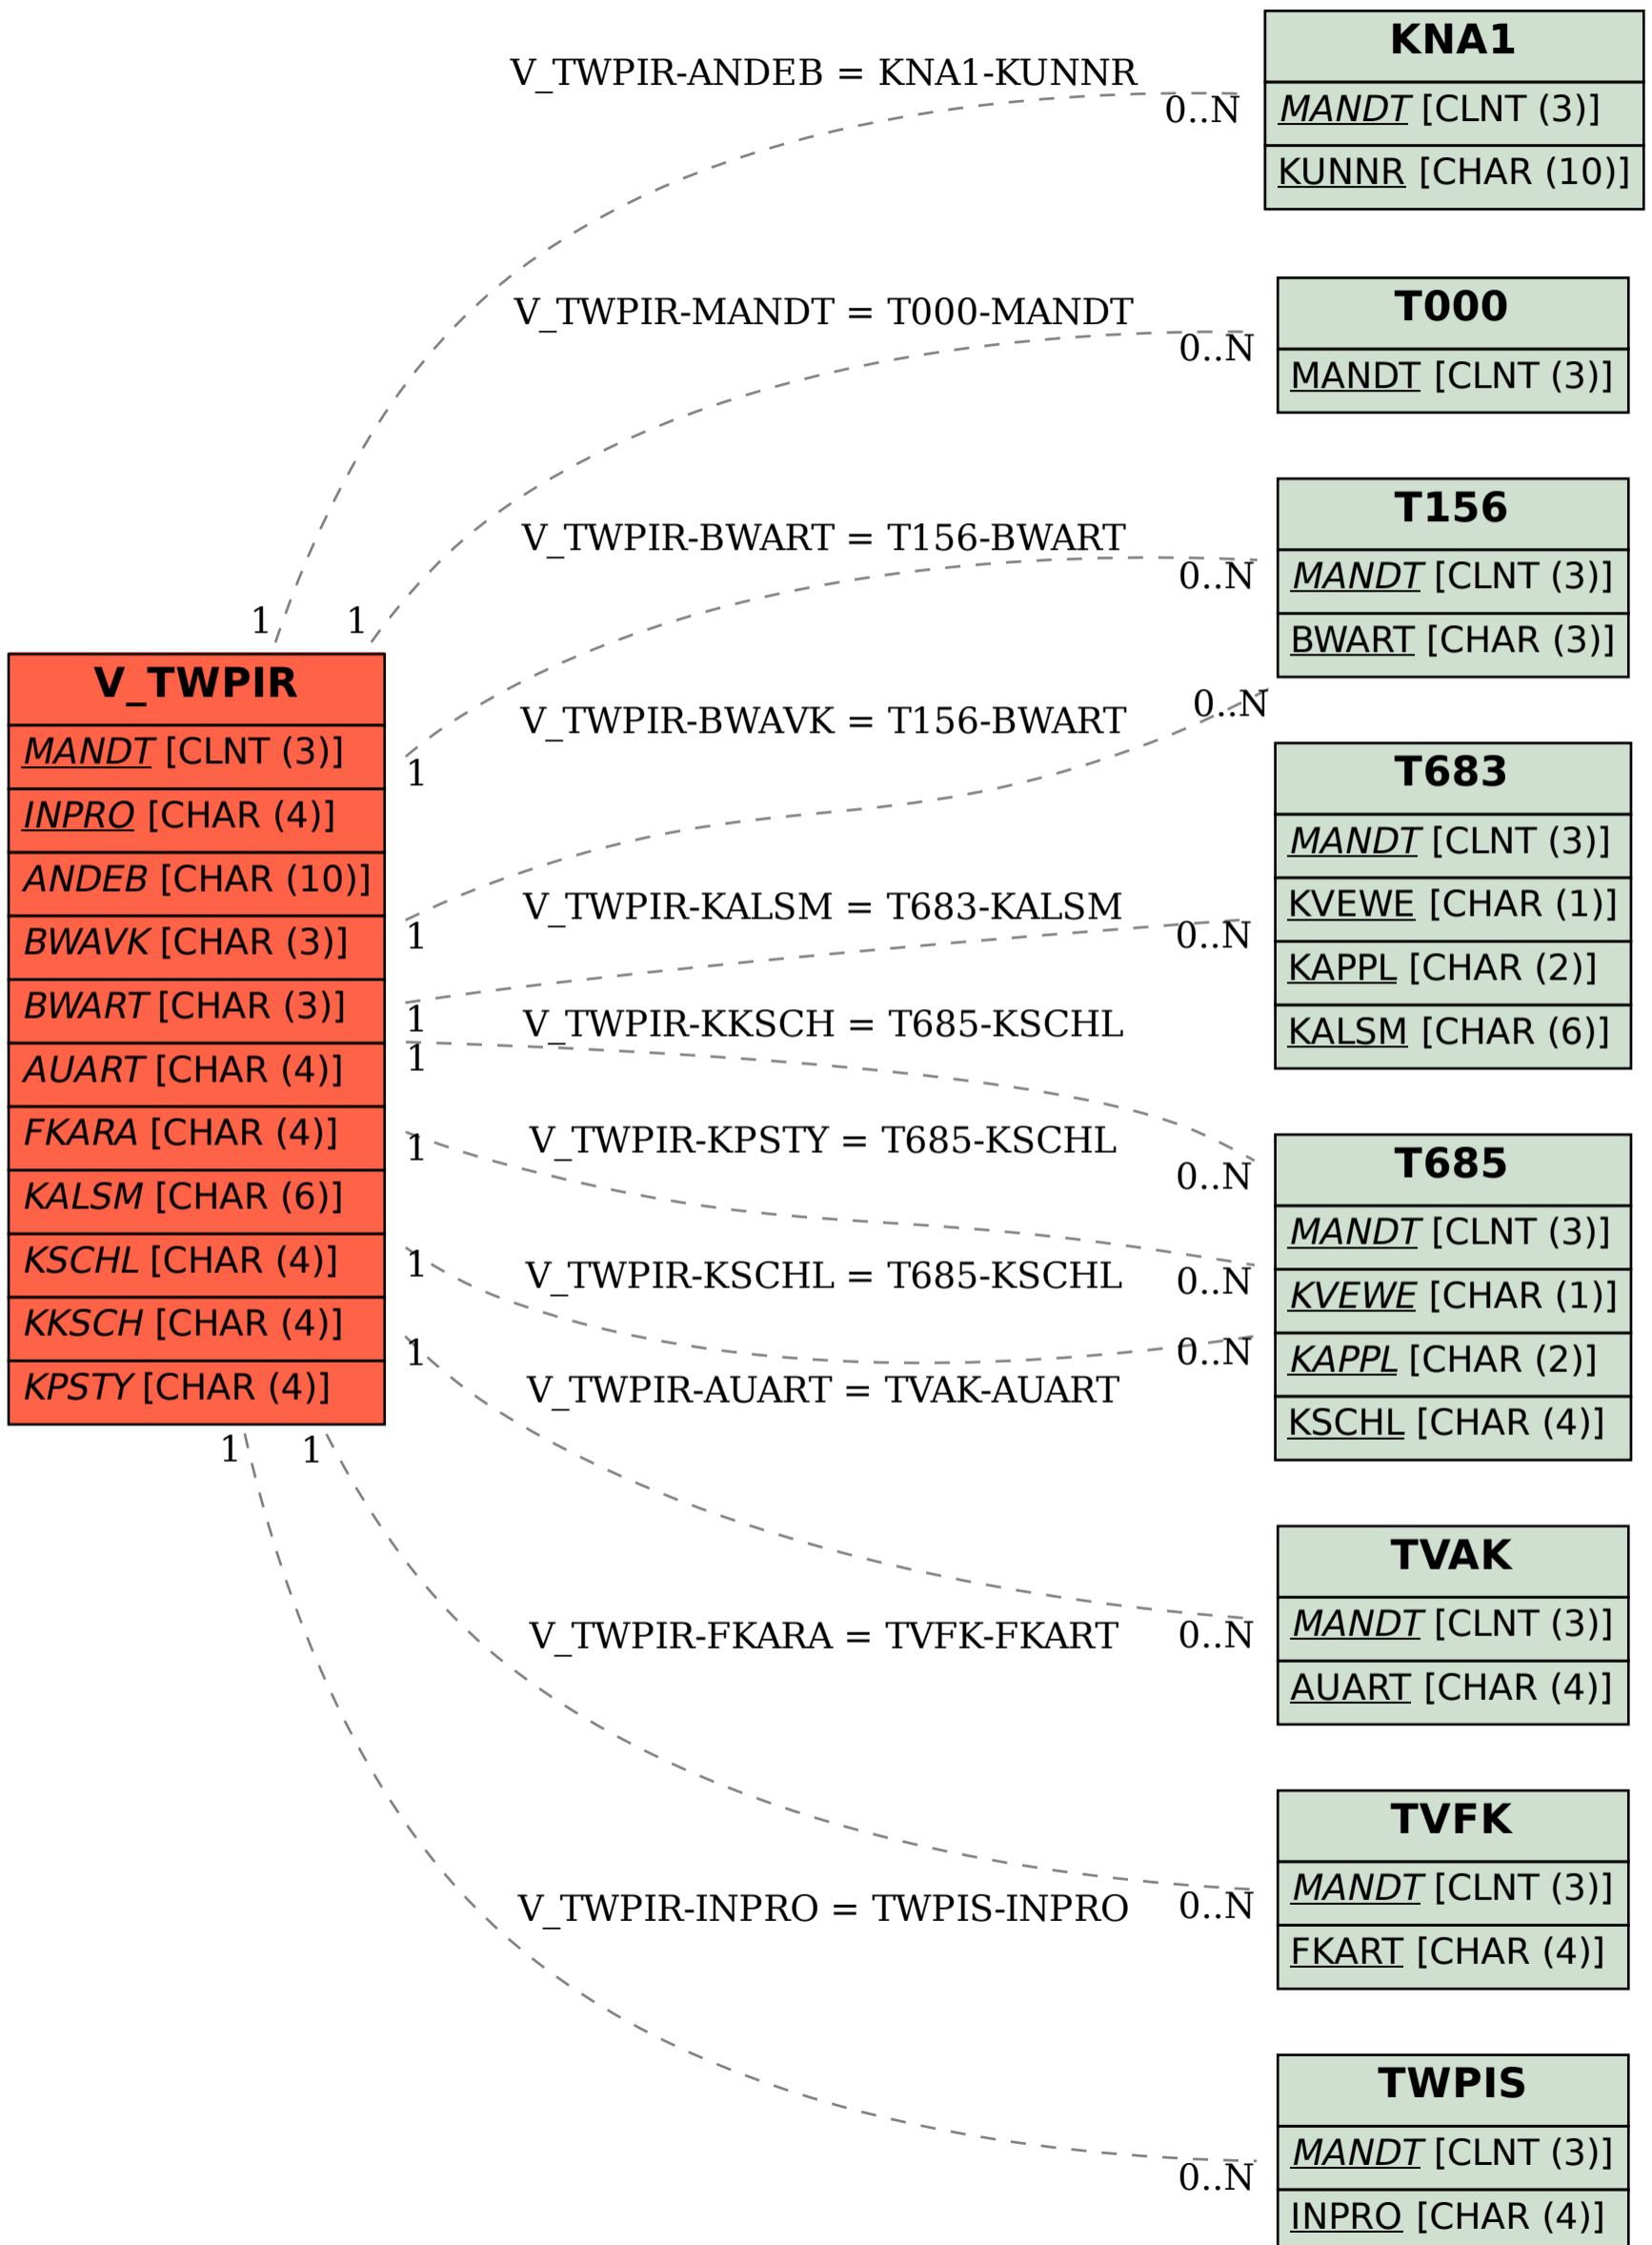 KNA1
MANDT [CLNT (3)]
KUNNR [CHAR (10)]
V_TWPIR-ANDEB = KNA1-KUNNR
0..N
V_TWPIR-MANDT = T000-MANDT
0..N
T000
MANDT [CLNT (3)]
T156
MANDT [CLNT (3)]
BWART [CHAR (3)]
V_TWPIR-BWART = T156-BWART
0..N
1
1
V_TWPIR
MANDT [CLNT (3)]
INPRO [CHAR (4)]
ANDEB [CHAR (10)]
BWAVK [CHAR (3)]
BWART [CHAR (3)]
AUART [CHAR (4)]
FKARA [CHAR (4)]
KALSM [CHAR (6)]
KSCHL [CHAR (4)]
KKSCH [CHAR (4)]
KPSTY [CHAR (4)]
1
V_TWPIR-BWAVK = T156-BWART
0..N
1
V_TWPIR-KALSM = T683-KALSM
0..N
1
T683
MANDT [CLNT (3)]
KVEWE [CHAR (1)]
KAPPL [CHAR (2)]
KALSM [CHAR (6)]
V_TWPIR-KKSCH = T685-KSCHL
1
0..N
V_TWPIR-KPSTY = T685-KSCHL
1
0..N
V_TWPIR-KSCHL = T685-KSCHL
1
0..N
T685
MANDT [CLNT (3)]
KVEWE [CHAR (1)]
KAPPL [CHAR (2)]
KSCHL [CHAR (4)]
1
V_TWPIR-AUART = TVAK-AUART
0..N
TVAK
MANDT [CLNT (3)]
AUART [CHAR (4)]
1
1
V_TWPIR-FKARA = TVFK-FKART
0..N
TVFK
MANDT [CLNT (3)]
FKART [CHAR (4)]
V_TWPIR-INPRO = TWPIS-INPRO
0..N
TWPIS
MANDT [CLNT (3)]
INPRO [CHAR (4)]